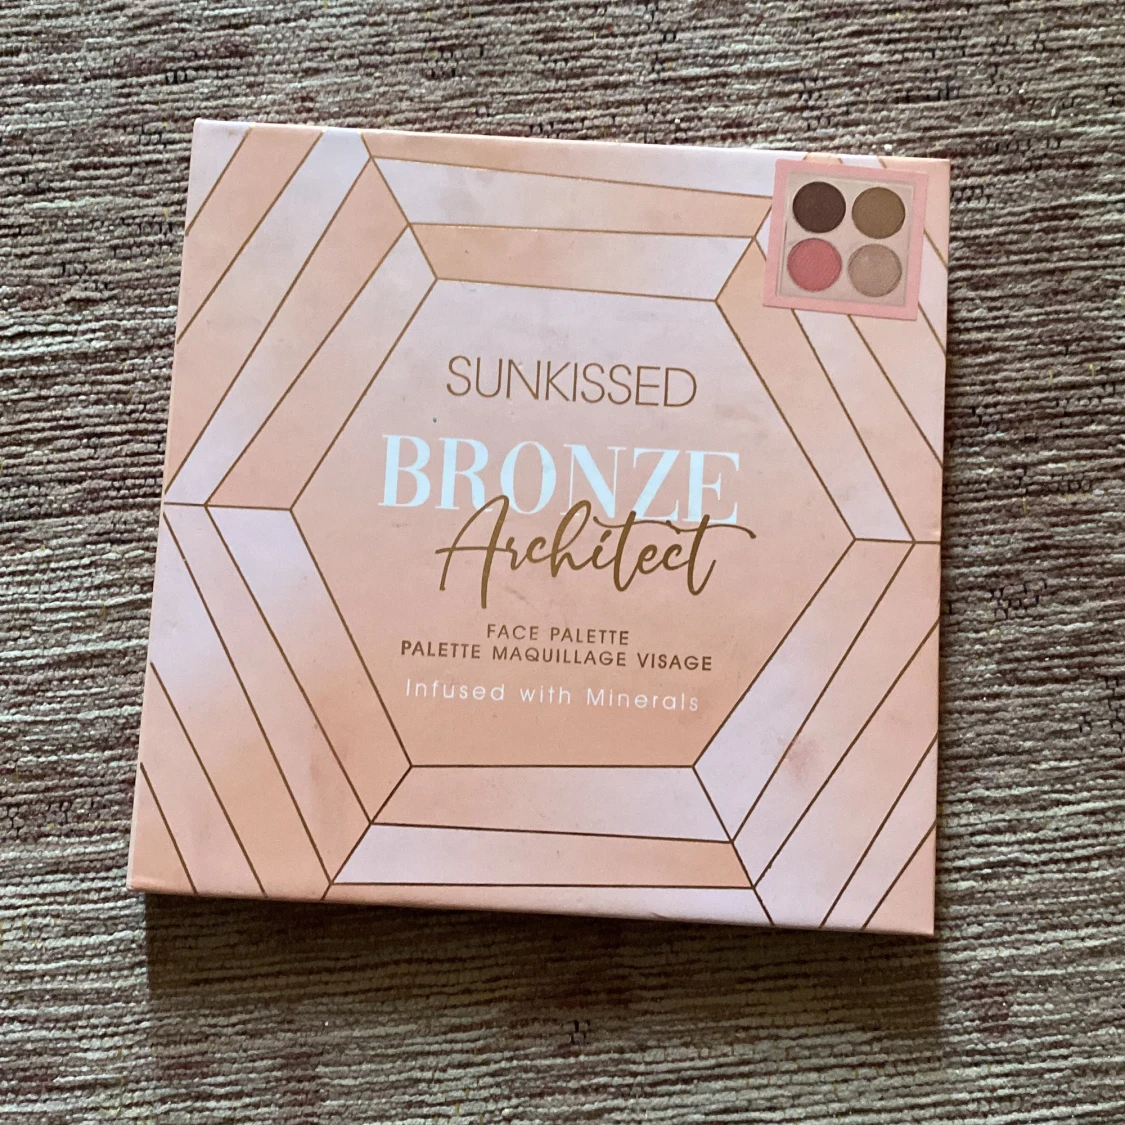 SUNKISSED
BRONZE
Architect
FACE PALETTE
PALETTE MAQUILLAGE VISAGE
Infused with Minerals